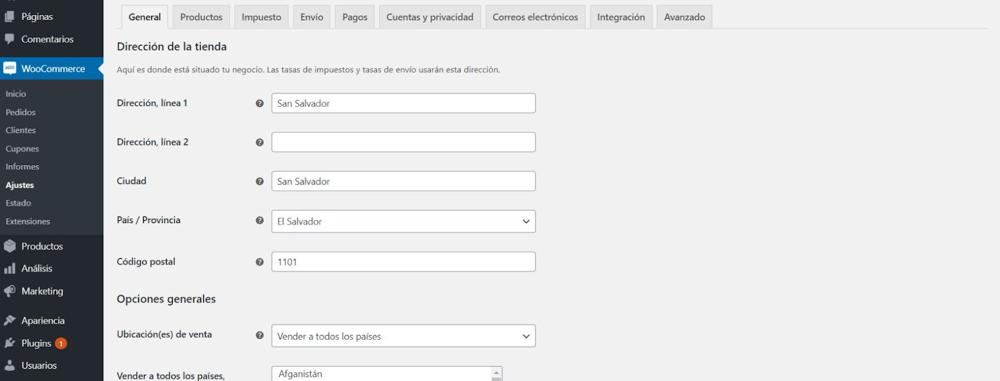 Páginas
Comentarios
WooCommerce
Inicio
Pedidos
Clientes
Cupones
Informes
Ajustes
Estado
Extensiones
Productos
Análisis
Marketing
Apariencia
Plugins 1
Usuarios
General Productos Impuesto Envío Pagos Cuentas y privacidad Correos electrónicos Integración Avanzado
Dirección de la tienda
Aquí es donde está situado tu negocio. Las tasas de impuestos y tasas de envío usarán esta dirección.
Dirección, línea 1 ? San Salvador
Dirección, línea 2 ?
Ciudad ? San Salvador
País / Provincia ? El Salvador
Código postal ? 1101
Opciones generales
Ubicación(es) de venta ? Vender a todos los países
Vender a todos los países, Afganistán